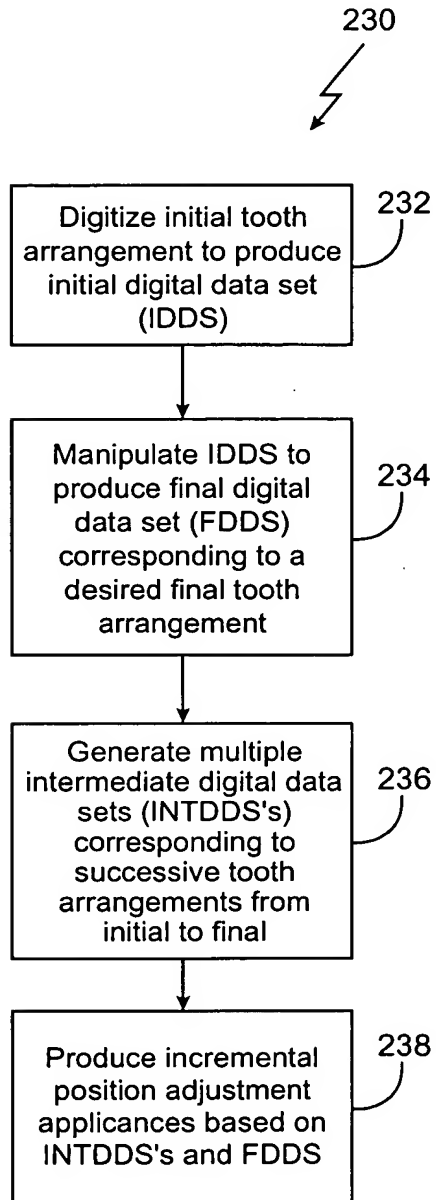 230
Digitize initial tooth
arrangement to produce
initial digital data set
(IDDS)
232
Manipulate IDDS to
produce final digital
data set (FDDS)
corresponding to a
desired final tooth
arrangement
234
Generate multiple
intermediate digital data
sets (INTDDS's)
corresponding to
successive tooth
arrangements from
initial to final
236
Produce incremental
position adjustment
applicances based on
INTDDS's and FDDS
238